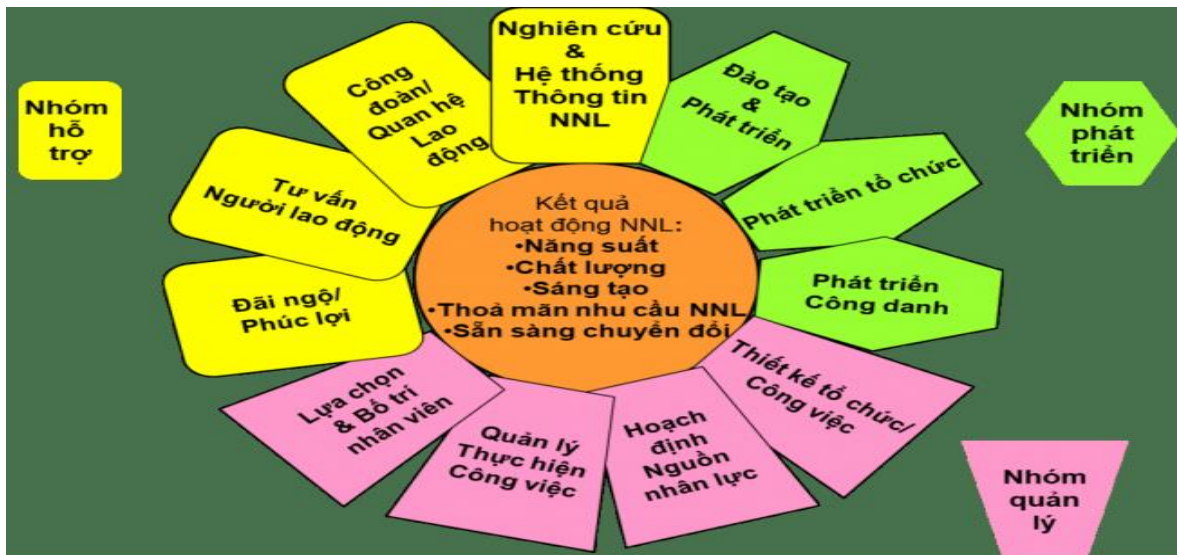 Nhóm
hỗ
trợ
Nghiên cứu
&
Hệ thống
Thông tin
NNL
Đào tạo
&
Phát triển
Phát triển tổ chức
Phát triển
Công danh
Thiết kế tổ chức/
Công việc
Hoạch
định
Nguồn
nhân lực
Quản lý
Thực hiện
Công việc
Lựa chọn
& Bố trí
nhân viên
Đãi ngộ/
Phúc lợi
Tư vấn
Người lao động
Công
đoàn/
Quan hệ
Lao
động
Kết quả
hoạt động NNL:
•Năng suất
•Chất lượng
•Sáng tạo
•Thoả mãn nhu cầu NNL
•Sẵn sàng chuyển đổi
Nhóm
phát
triển
Nhóm
quản
lý